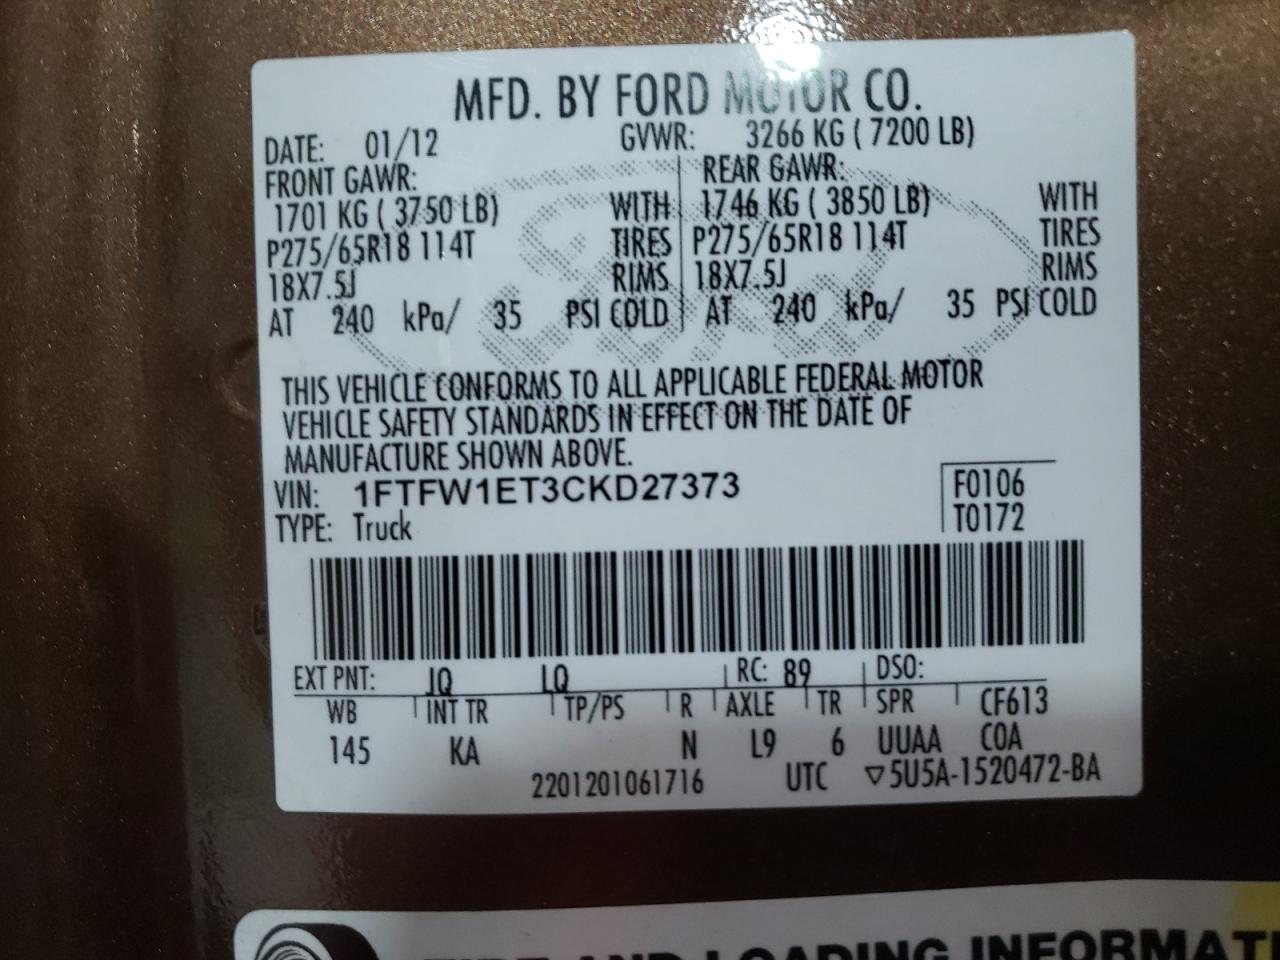 MFD. BY FORD MOTOR CO.
DATE: 01/12 GVWR: 3266 KG ( 7200 LB)
FRONT GAWR: REAR GAWR:
1701 KG ( 3750 LB) WITH 1746 KG ( 3850 LB) WITH
P275/65R18 114T TIRES P275/65R18 114T TIRES
18X7.5J RIMS 18X7.5J RIMS
AT 240 kPa/ 35 PSI COLD AT 240 kPa/ 35 PSI COLD
THIS VEHICLE CONFORMS TO ALL APPLICABLE FEDERAL MOTOR
VEHICLE SAFETY STANDARDS IN EFFECT ON THE DATE OF
MANUFACTURE SHOWN ABOVE.
VIN: 1FTFW1ET3CKD27373 F0106
TYPE: Truck T0172
EXT PNT: JQ LQ RC: 89 DSO:
WB INT TR TP/PS R AXLE TR SPR CF613
145 KA N L9 6 UUAA COA
2201201061716 UTC ▽5U5A-1520472-BA
TIRE AND LOADING INFORMATI